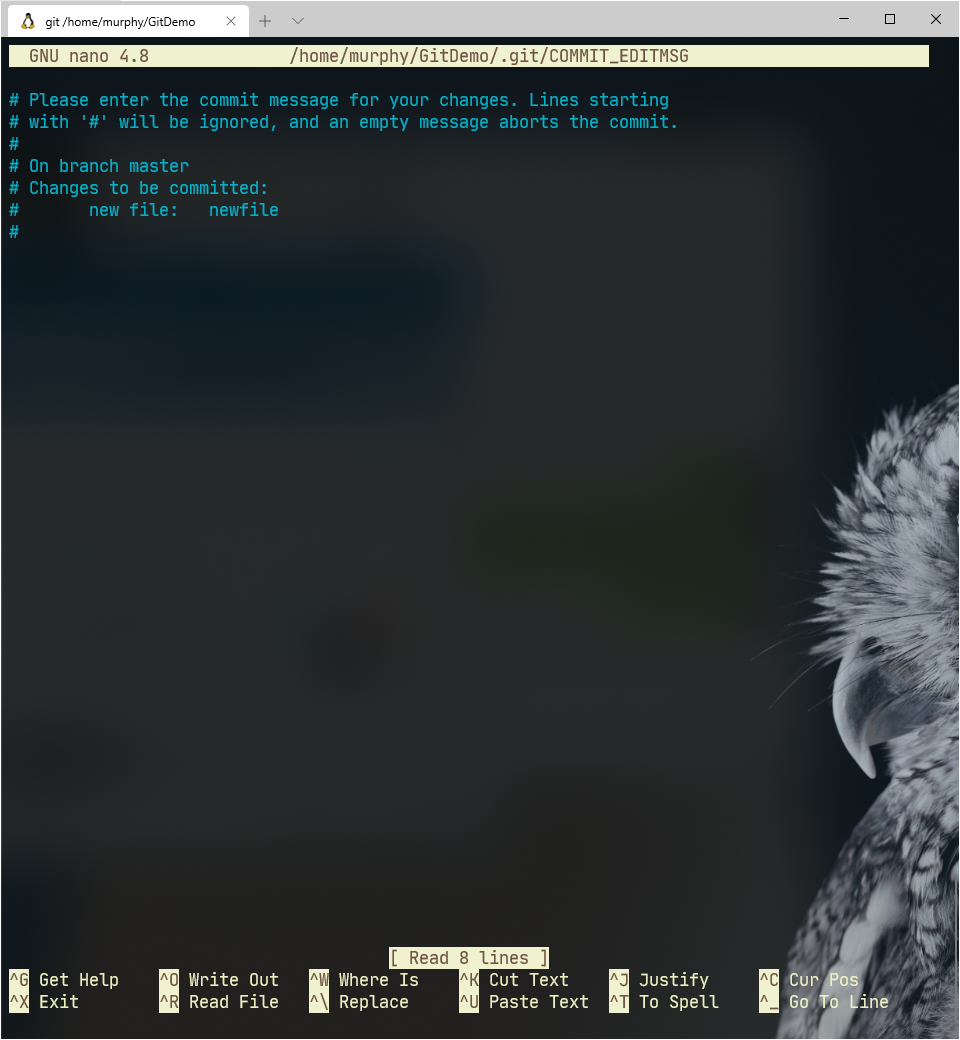 git /home/murphy/GitDemo
GNU nano 4.8 /home/murphy/GitDemo/.git/COMMIT_EDITMSG
# Please enter the commit message for your changes. Lines starting
# with '#' will be ignored, and an empty message aborts the commit.
#
# On branch master
# Changes to be committed:
#       new file:   newfile
#
[ Read 8 lines ]
^G Get Help ^O Write Out ^W Where Is ^K Cut Text ^J Justify ^C Cur Pos
^X Exit ^R Read File ^\ Replace ^U Paste Text ^T To Spell ^_ Go To Line